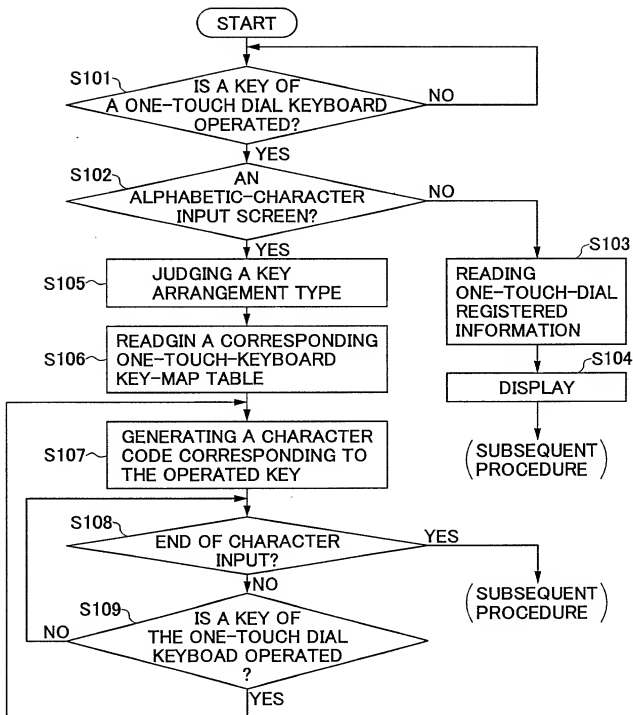 START
S101
IS A KEY OF
A ONE-TOUCH DIAL KEYBOARD
OPERATED?
NO
YES
S102
AN
ALPHABETIC-CHARACTER
INPUT SCREEN?
NO
YES
S103
READING
ONE-TOUCH-DIAL
REGISTERED
INFORMATION
S104
DISPLAY
(SUBSEQUENT
PROCEDURE)
S105
JUDGING A KEY
ARRANGEMENT TYPE
S106
READGIN A CORRESPONDING
ONE-TOUCH-KEYBOARD
KEY-MAP TABLE
S107
GENERATING A CHARACTER
CODE CORRESPONDING TO
THE OPERATED KEY
S108
END OF CHARACTER
INPUT?
YES
(SUBSEQUENT
PROCEDURE)
NO
S109
IS A KEY OF
THE ONE-TOUCH DIAL
KEYBOAD OPERATED
?
NO
YES